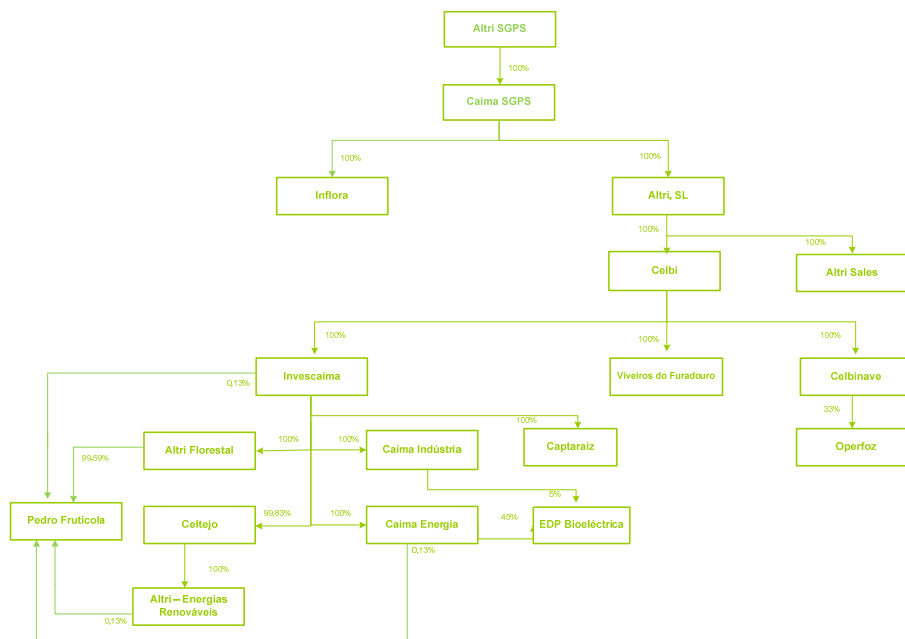 Altri SGPS
100%
Caima SGPS
100%
100%
Inflora
Altri, SL
100%
100%
Celbi
Altri Sales
100%
100%
100%
Invescaima
Viveiros do Furadouro
Celbinave
0,13%
33%
100%
Altri Florestal
100%
100%
Caima Indústria
Captaraiz
Operfoz
99,59%
5%
Pedro Frutícola
Celtejo
99,83%
100%
Caima Energia
45%
EDP Bioeléctrica
0,13%
100%
Altri – Energias
Renováveis
0,13%